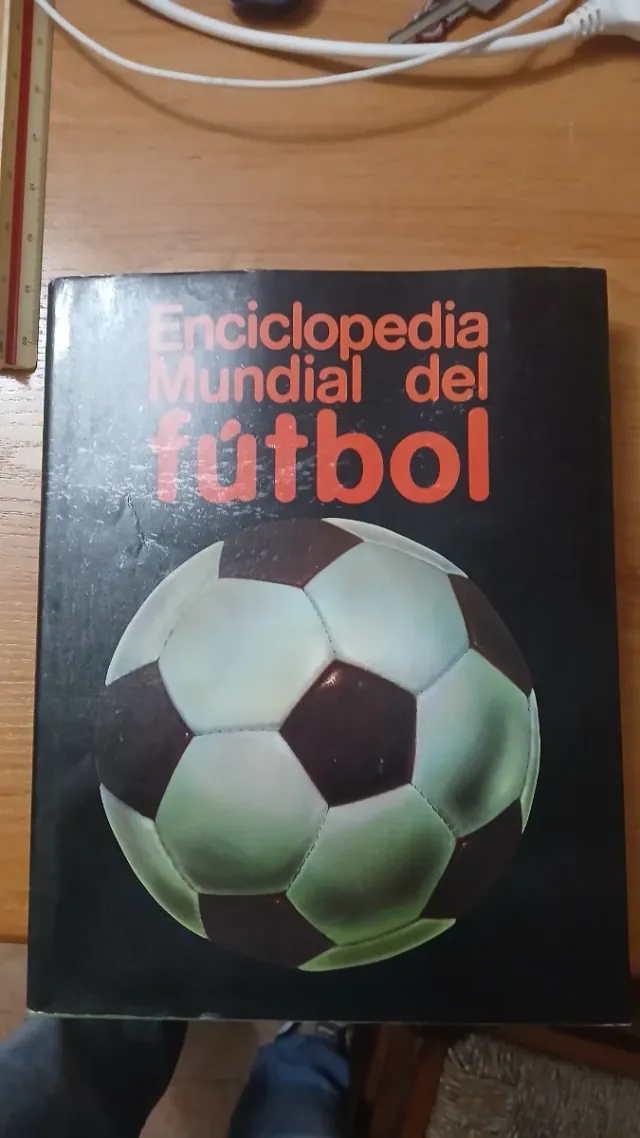 Enciclopedia
Mundial del
fútbol